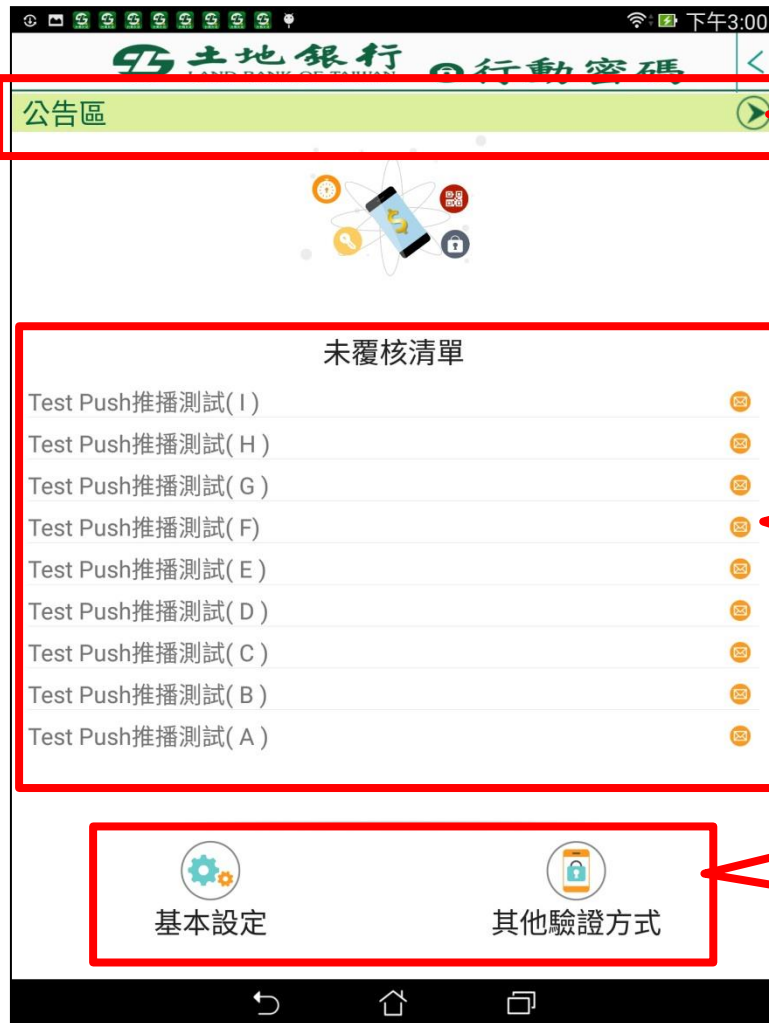 下午3:00
土地銀行
LAND BANK OF TAIWAN
行動密碼
公告區
未覆核清單
Test Push推播測試( I )
Test Push推播測試( H )
Test Push推播測試( G )
Test Push推播測試( F)
Test Push推播測試( E )
Test Push推播測試( D )
Test Push推播測試( C )
Test Push推播測試( B )
Test Push推播測試( A )
基本設定
其他驗證方式